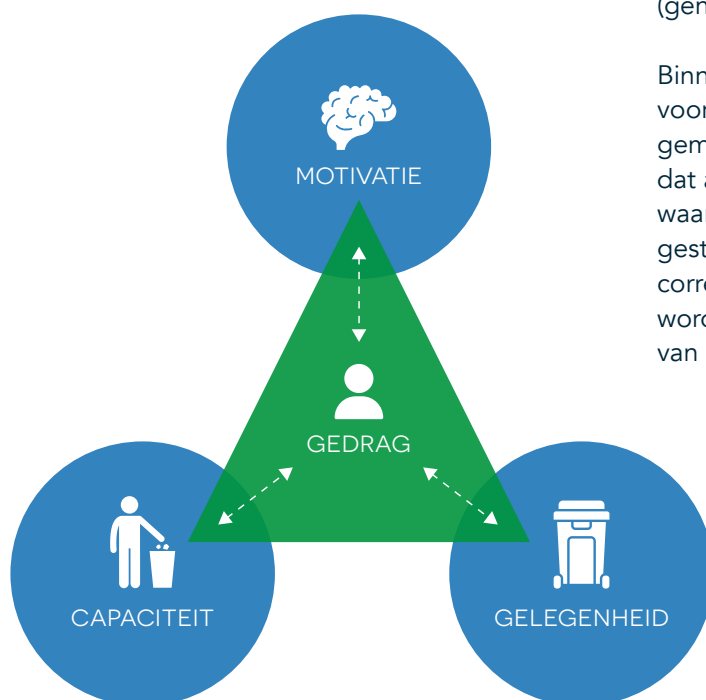 MOTIVATIE
GEDRAG
CAPACITEIT
GELEGENHEID
Binn
voor
gem
dat a
waar
gest
corre
word
van